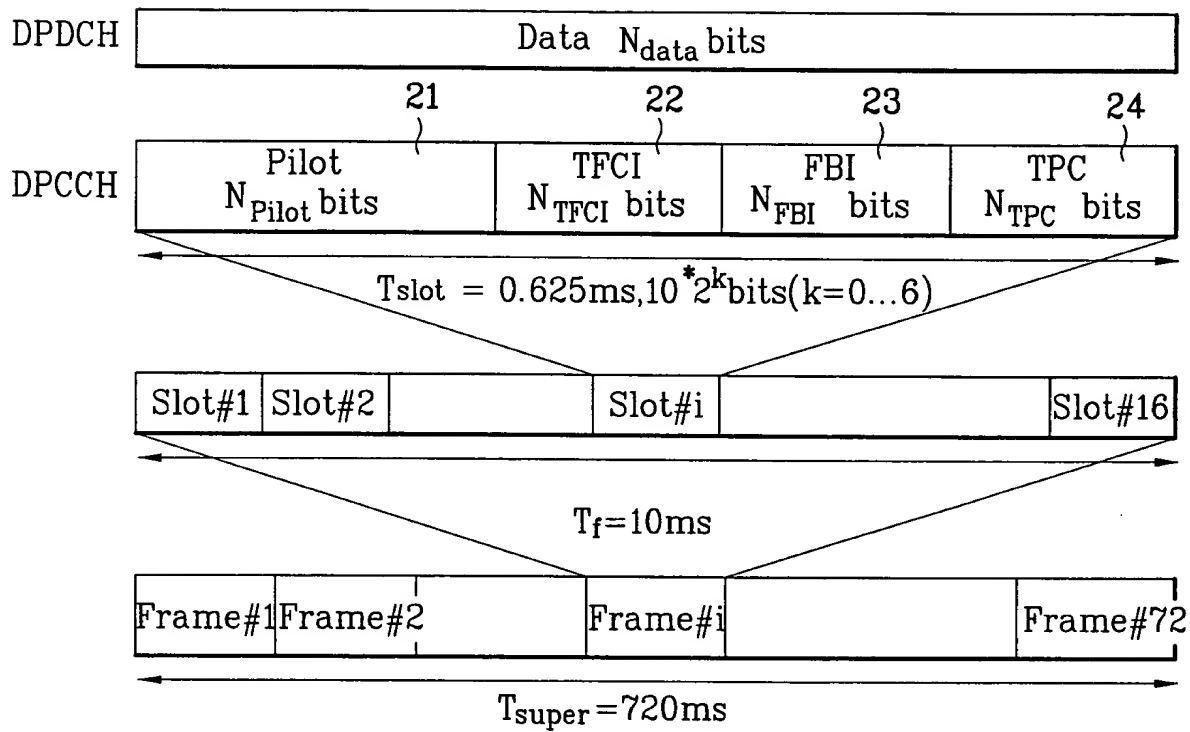 DPDCH Data N_data bits
21 22 23 24
DPCCH Pilot N_Pilot bits TFCI N_TFCI bits FBI N_FBI bits TPC N_TPC bits
T_slot = 0.625ms,10*2^k bits(k=0...6)
Slot#1 Slot#2 Slot#i Slot#16
T_f=10ms
Frame#1 Frame#2 Frame#i Frame#72
T_super=720ms